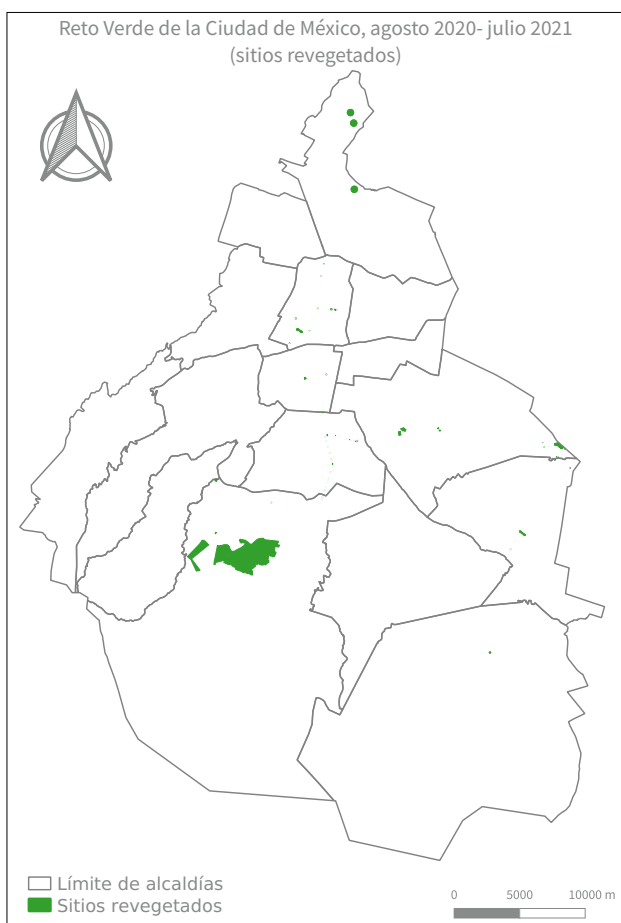 Reto Verde de la Ciudad de México, agosto 2020- julio 2021
(sitios revegetados)
Límite de alcaldías
Sitios revegetados
0 5000 10000 m